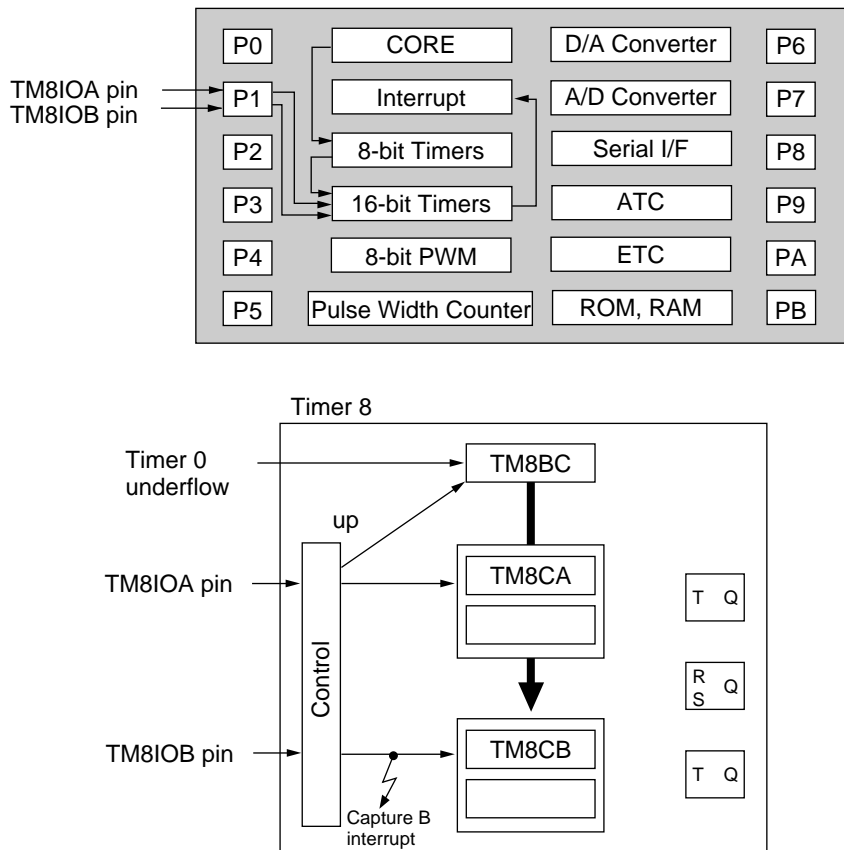 P0
CORE
D/A Converter
P6
TM8IOA pin
TM8IOB pin
P1
Interrupt
A/D Converter
P7
P2
8-bit Timers
Serial I/F
P8
P3
16-bit Timers
ATC
P9
P4
8-bit PWM
ETC
PA
P5
Pulse Width Counter
ROM, RAM
PB
Timer 8
Timer 0
underflow
TM8BC
up
TM8IOA pin
TM8CA
T Q
Control
R
S Q
TM8IOB pin
TM8CB
T Q
Capture B
interrupt